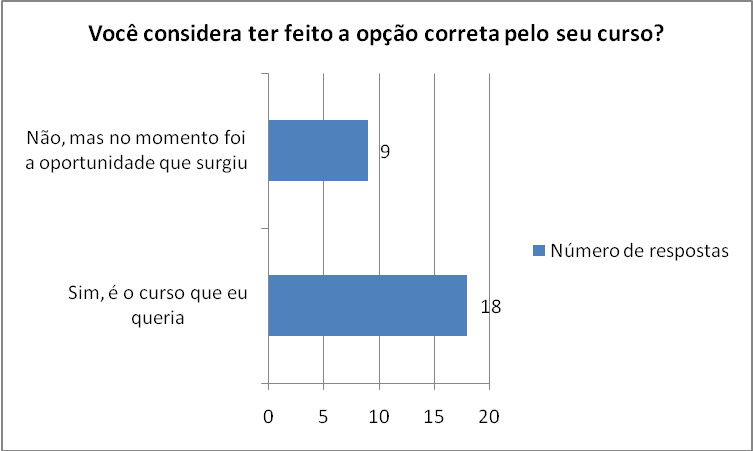 Você considera ter feito a opção correta pelo seu curso?
Não, mas no momento foi
a oportunidade que surgiu
9
Número de respostas
Sim, é o curso que eu
queria
18
0 5 10 15 20